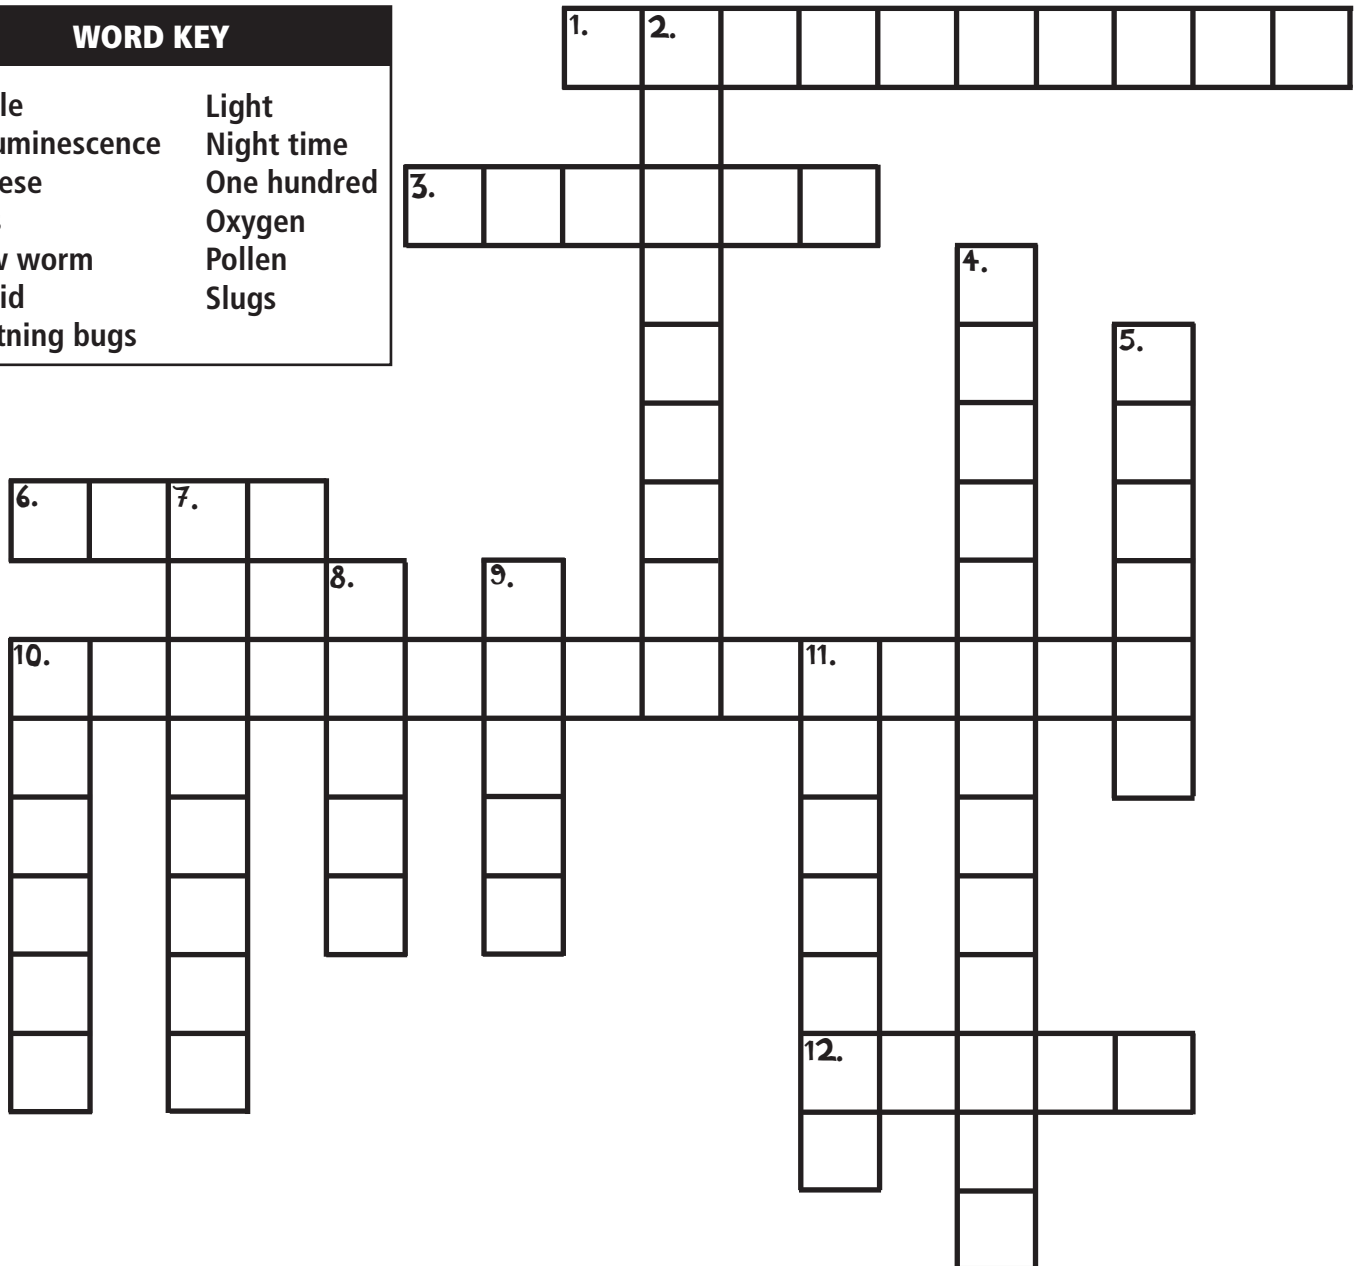 WORD KEY
le
uminescence
ese
w worm
id
tning bugs
Light
Night time
One hundred
Oxygen
Pollen
Slugs
1.
2.
3.
4.
5.
6.
7.
8.
9.
10.
11.
12.